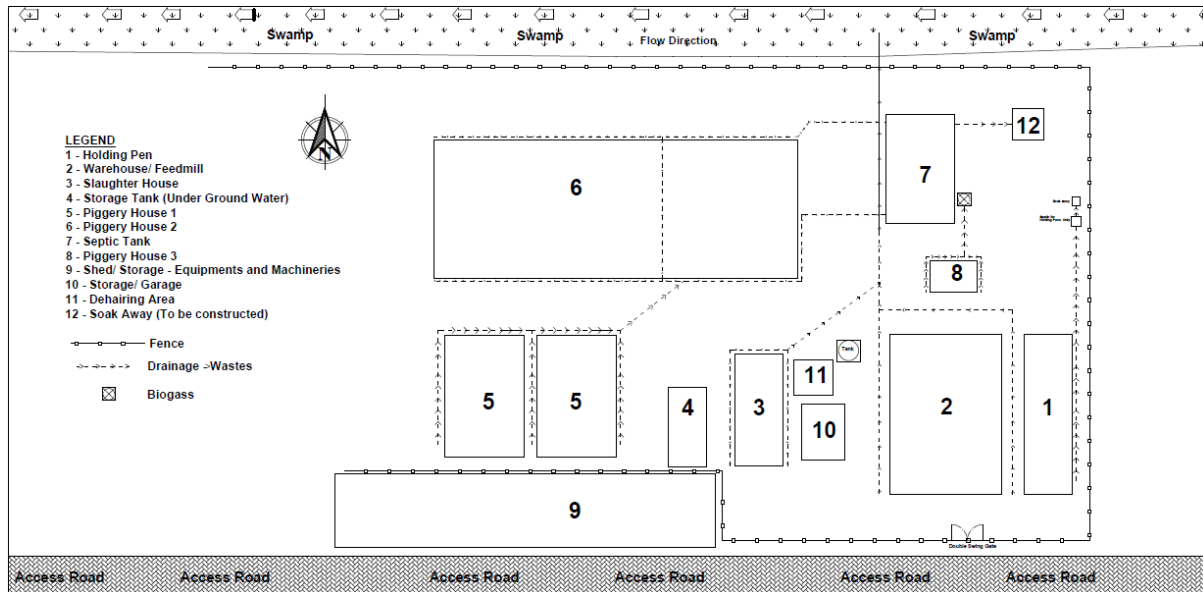 Swamp
Swamp
Flow Direction
Swamp
N
LEGEND
1 - Holding Pen
2 - Warehouse/ Feedmill
3 - Slaughter House
4 - Storage Tank (Under Ground Water)
5 - Piggery House 1
6 - Piggery House 2
7 - Septic Tank
8 - Piggery House 3
9 - Shed/ Storage - Equipments and Machineries
10 - Storage/ Garage
11 - Dehairing Area
12 - Soak Away (To be constructed)
Fence
Drainage ->Wastes
Biogass
6
7
12
8
5
5
4
3
Tank
11
10
2
1
9
Double Swing Gate
Access Road
Access Road
Access Road
Access Road
Access Road
Access Road